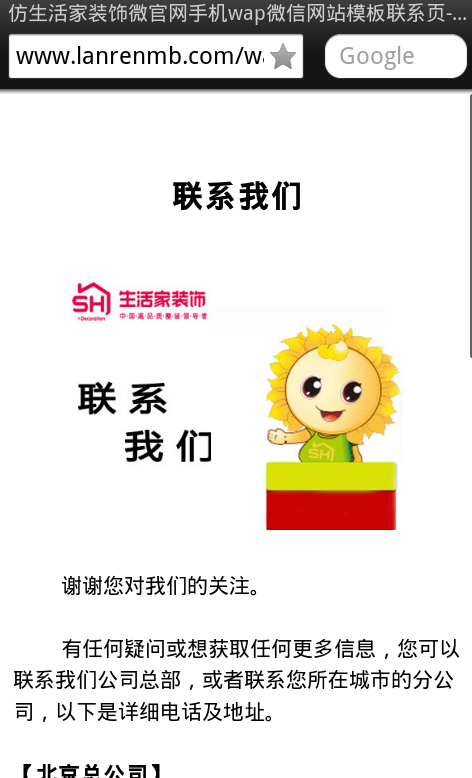 仿生活家装饰微官网手机wap微信网站模板联系页-...
www.lanrenmb.com/wa
Google
联系我们
SH
Decoration
生活家装饰
中·国·高·品·质·整·装·领·导·者
联系
我们
SH
谢谢您对我们的关注。
有任何疑问或想获取任何更多信息，您可以
联系我们公司总部，或者联系您所在城市的分公
司，以下是详细电话及地址。
【北京总公司】